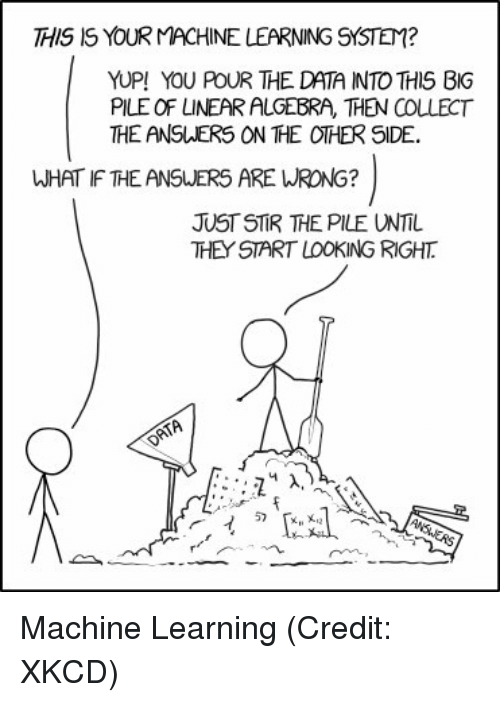 THIS IS YOUR MACHINE LEARNING SYSTEM?
YUP! YOU POUR THE DATA INTO THIS BIG
PILE OF LINEAR ALGEBRA, THEN COLLECT
THE ANSWERS ON THE OTHER SIDE.
WHAT IF THE ANSWERS ARE WRONG?
JUST STIR THE PILE UNTIL
THEY START LOOKING RIGHT.
DATA
ANSWERS
Machine Learning (Credit:
XKCD)